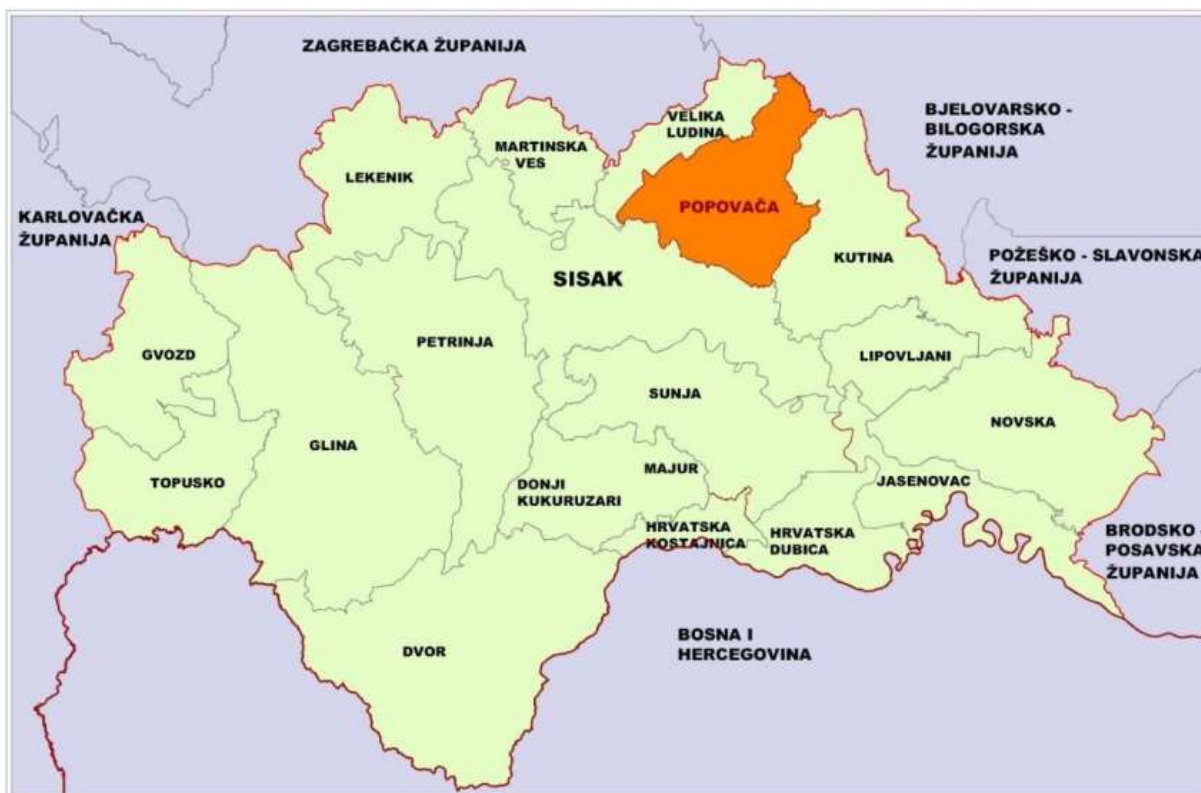 ZAGREBAČKA ŽUPANIJA
VELIKA
LUDINA
BJELOVARSKO -
BILOGORSKA
ŽUPANIJA
MARTINSKA
VES
LEKENIK
KARLOVAČKA
ŽUPANIJA
POPOVAČA
KUTINA
POŽEŠKO - SLAVONSKA
ŽUPANIJA
SISAK
GVOZD
PETRINJA
LIPOVLJANI
SUNJA
NOVSKA
GLINA
TOPUSKO
DONJI
KUKURUZARI
MAJUR
JASENOVAC
HRVATSKA
KOSTAJNICA
HRVATSKA
DUBICA
BRODSKO -
POSAVSKA
ŽUPANIJA
DVOR
BOSNA I
HERCEGOVINA